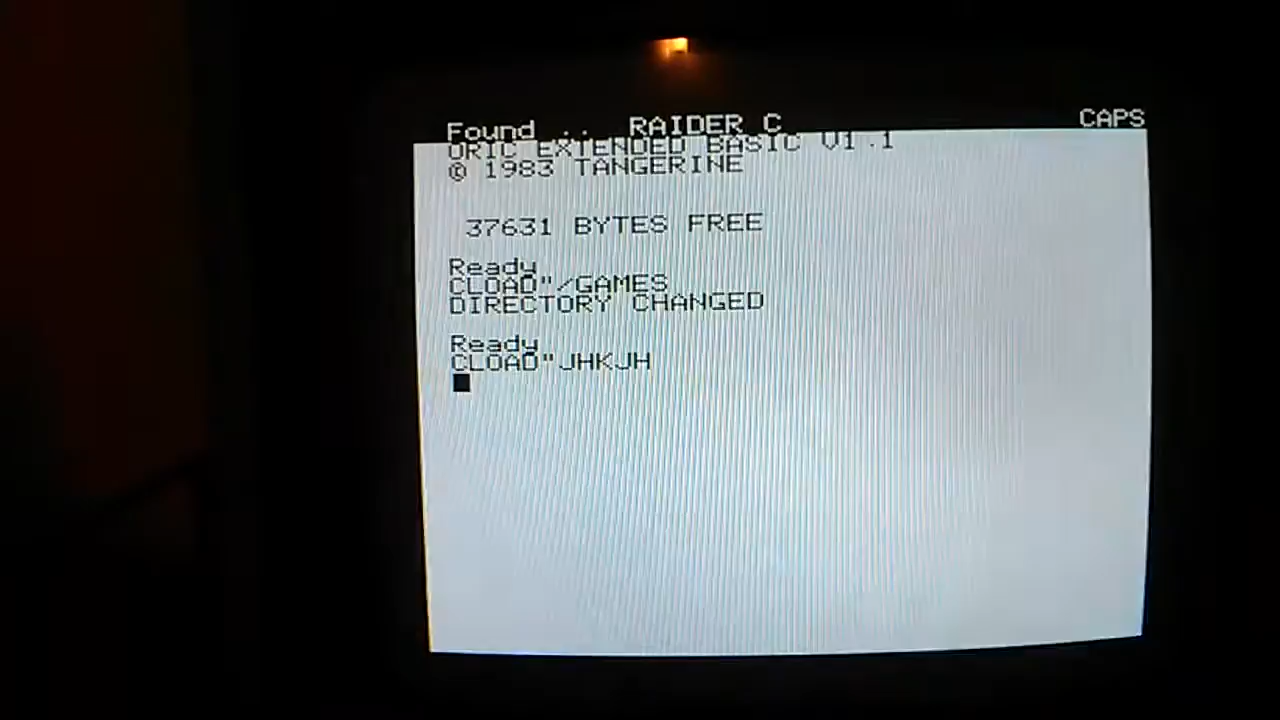 Found .. RAIDER C CAPS
ORIC EXTENDED BASIC V1.1
© 1983 TANGERINE
37631 BYTES FREE
Ready
CLOAD"/GAMES
DIRECTORY CHANGED
Ready
CLOAD"JHKJH